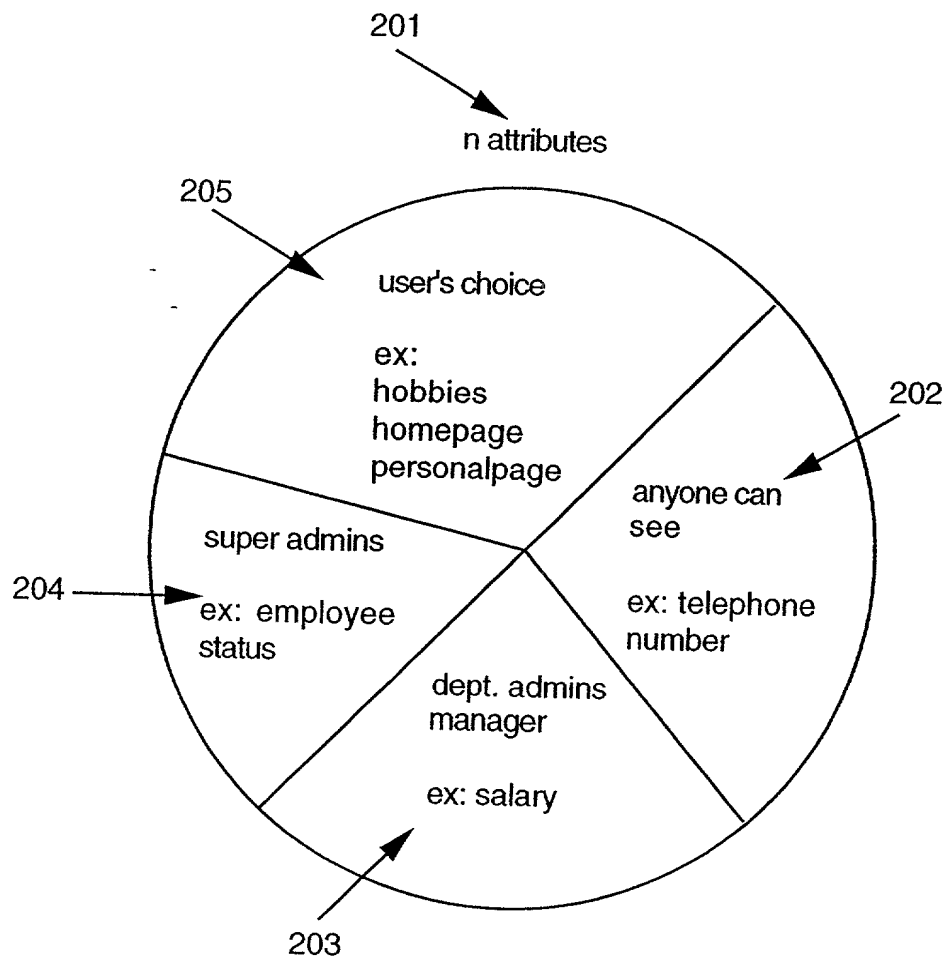 201
n attributes
205
user's choice
ex:
hobbies
homepage
personalpage
202
anyone can
see
ex: telephone
number
super admins
204
ex: employee
status
dept. admins
manager
ex: salary
203